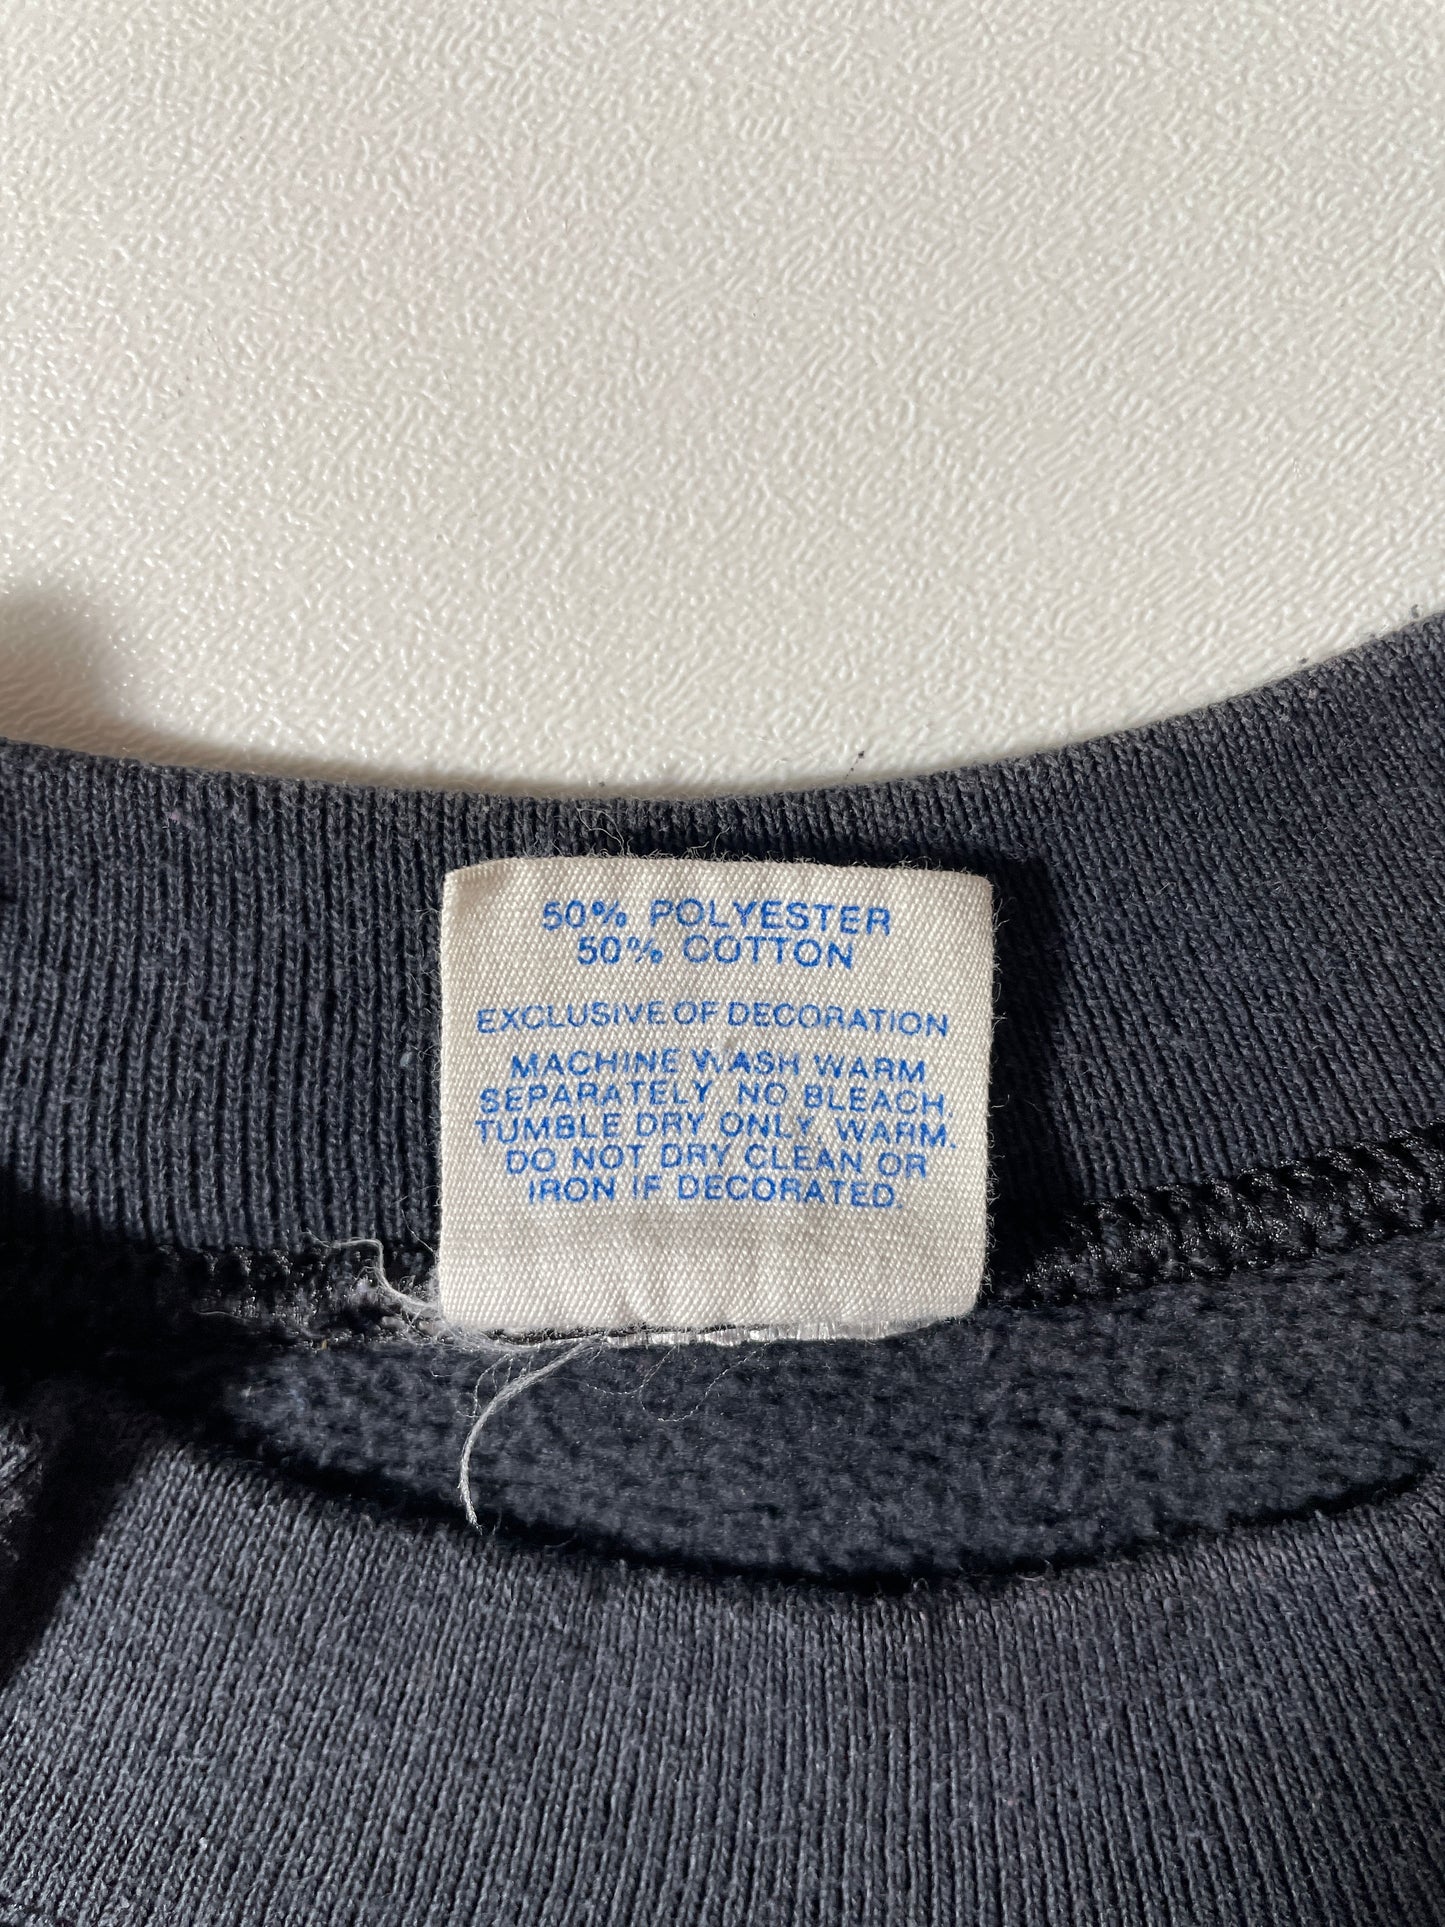 50% POLYESTER
50% COTTON
EXCLUSIVE OF DECORATION
MACHINE WASH WARM
SEPARATELY, NO BLEACH,
TUMBLE DRY ONLY, WARM.
DO NOT DRY CLEAN OR
IRON IF DECORATED.